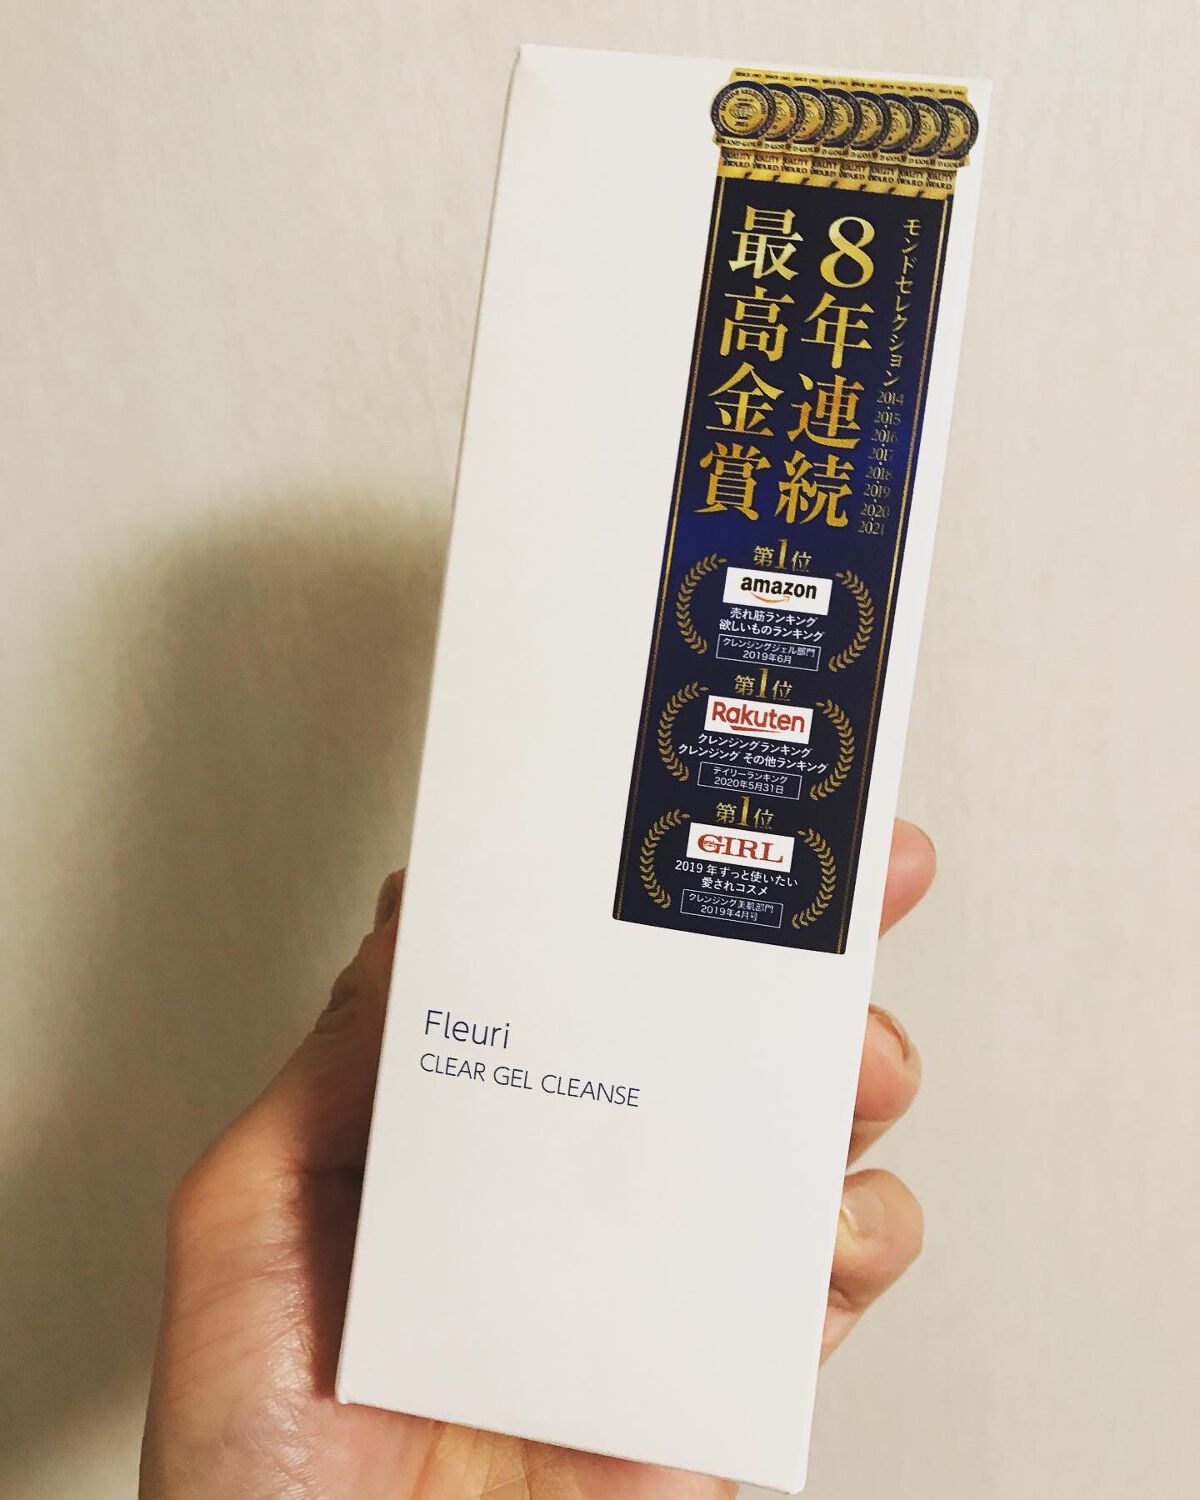 モンドセレクション
2014・2015・2016・2017・2018・2019・2020・2021
8年連続
最高金賞
第1位
amazon
売れ筋ランキング
欲しいものランキング
クレンジングジェル部門
2019年6月
第1位
Rakuten
クレンジングランキング
クレンジング その他ランキング
デイリーランキング
2020年5月31日
第1位
GIRL
2019年ずっと使いたい
愛されコスメ
クレンジング美肌部門
2019年4月号
Fleuri
CLEAR GEL CLEANSE